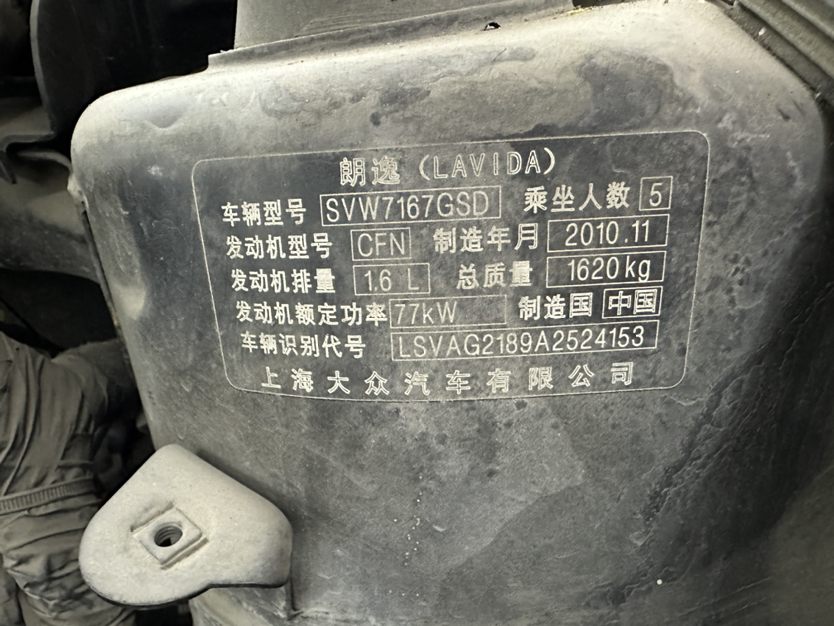 朗逸（LAVIDA）
车辆型号 SVW7167GSD 乘坐人数 5
发动机型号 CFN 制造年月 2010.11
发动机排量 1.6 L 总质量 1620kg
发动机额定功率 77kW 制造国 中国
车辆识别代号 LSVAG2189A2524153
上海大众汽车有限公司